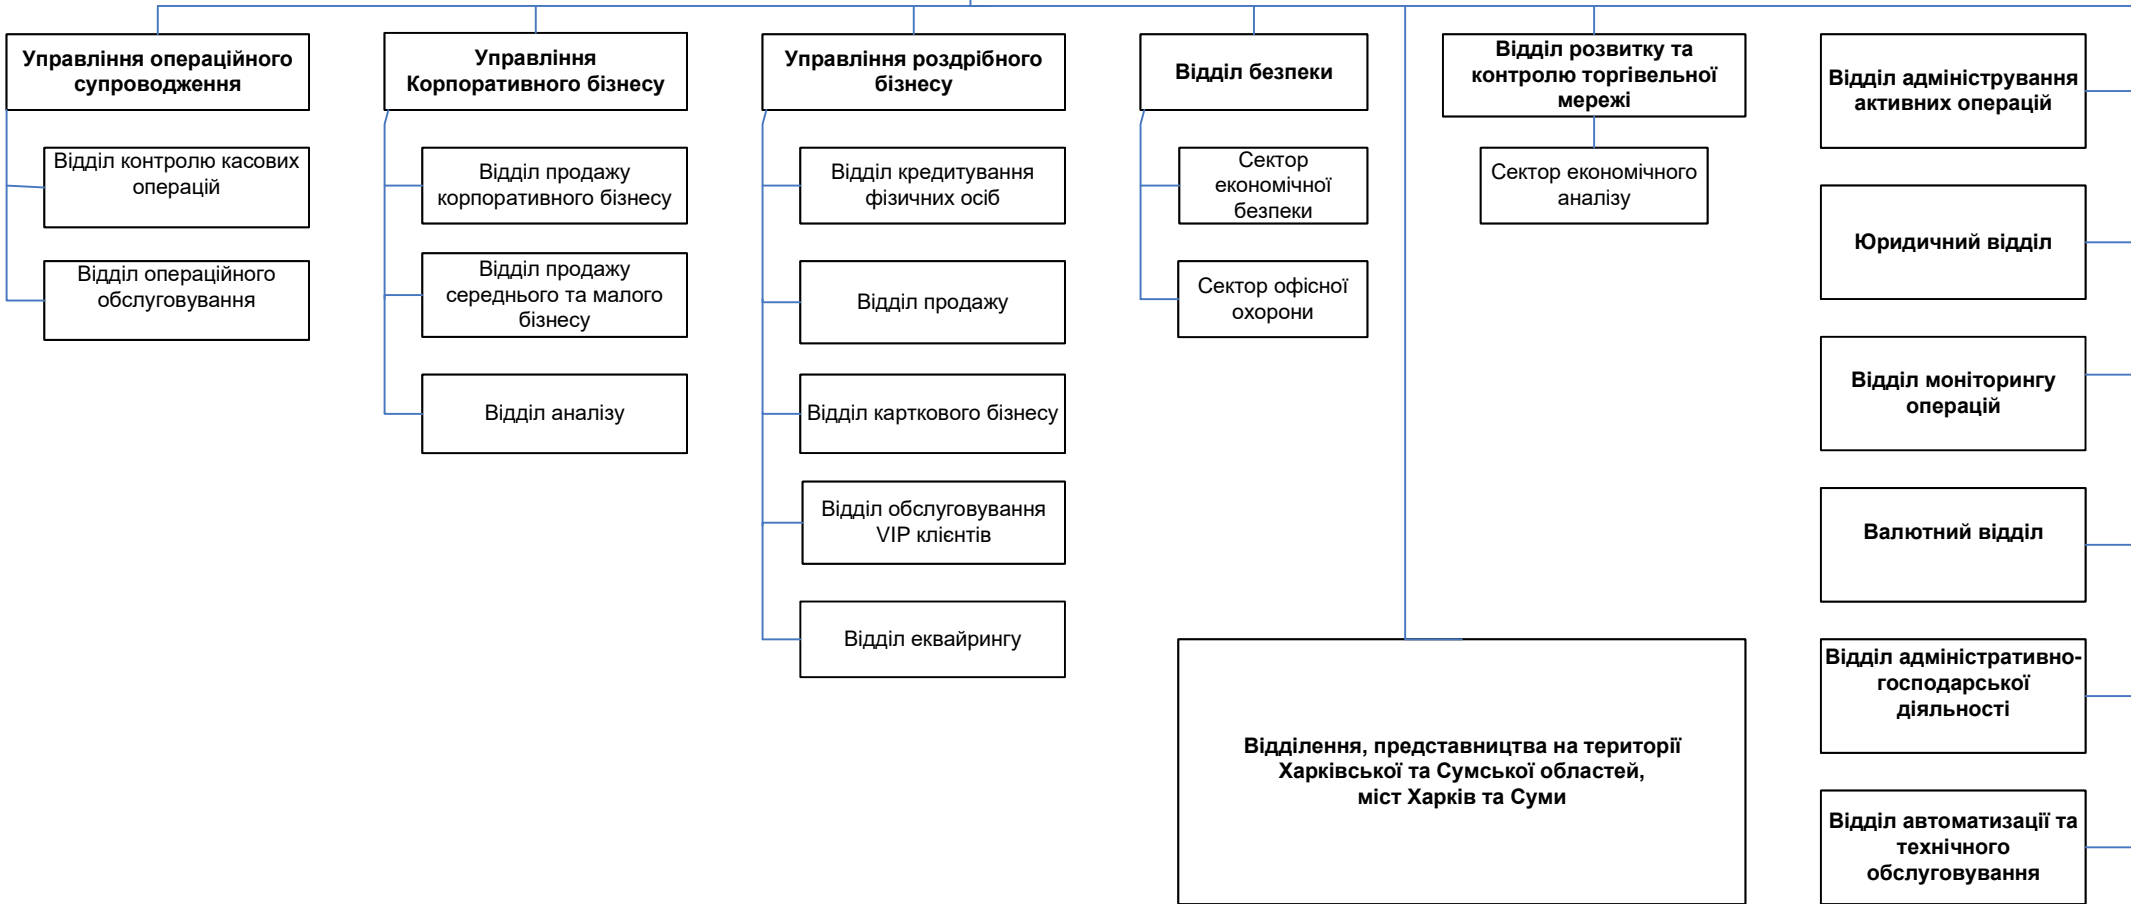 Управління операційного
супроводження
Відділ контролю касових
операцій
Відділ операційного
обслуговування
Управління
Корпоративного бізнесу
Відділ продажу
корпоративного бізнесу
Відділ продажу
середнього та малого
бізнесу
Відділ аналізу
Управління роздрібного
бізнесу
Відділ кредитування
фізичних осіб
Відділ продажу
Відділ карткового бізнесу
Відділ обслуговування
VIP клієнтів
Відділ еквайрингу
Відділ безпеки
Сектор
економічної
безпеки
Сектор офісної
охорони
Відділ розвитку та
контролю торгівельної
мережі
Сектор економічного
аналізу
Відділення, представництва на території
Харківської та Сумської областей,
міст Харків та Суми
Відділ адміністрування
активних операцій
Юридичний відділ
Відділ моніторингу
операцій
Валютний відділ
Відділ адміністративно-
господарської
діяльності
Відділ автоматизації та
технічного
обслуговування